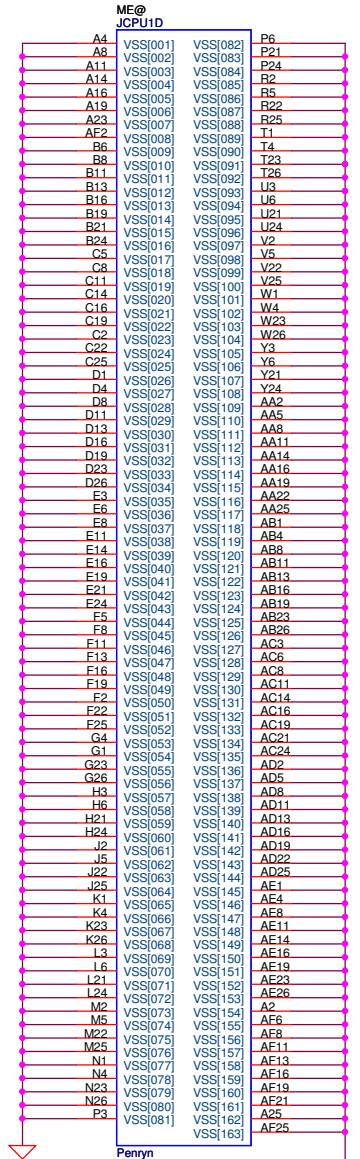 ME@
JCPU1D
A4 VSS[001] VSS[082] P6
A8 VSS[002] VSS[083] P21
A11 VSS[003] VSS[084] P24
A14 VSS[004] VSS[085] R2
A16 VSS[005] VSS[086] R5
A19 VSS[006] VSS[087] R22
A23 VSS[007] VSS[088] R25
AF2 VSS[008] VSS[089] T1
B6 VSS[009] VSS[090] T4
B8 VSS[010] VSS[091] T23
B11 VSS[011] VSS[092] T26
B13 VSS[012] VSS[093] U3
B16 VSS[013] VSS[094] U6
B19 VSS[014] VSS[095] U21
B21 VSS[015] VSS[096] U24
B24 VSS[016] VSS[097] V2
C5 VSS[017] VSS[098] V5
C8 VSS[018] VSS[099] V22
C11 VSS[019] VSS[100] V25
C14 VSS[020] VSS[101] W1
C16 VSS[021] VSS[102] W4
C19 VSS[022] VSS[103] W23
C2 VSS[023] VSS[104] W26
C22 VSS[024] VSS[105] Y3
C25 VSS[025] VSS[106] Y6
D1 VSS[026] VSS[107] Y21
D4 VSS[027] VSS[108] Y24
D8 VSS[028] VSS[109] AA2
D11 VSS[029] VSS[110] AA5
D13 VSS[030] VSS[111] AA8
D16 VSS[031] VSS[112] AA11
D19 VSS[032] VSS[113] AA14
D23 VSS[033] VSS[114] AA16
D26 VSS[034] VSS[115] AA19
E3 VSS[035] VSS[116] AA22
E6 VSS[036] VSS[117] AA25
E8 VSS[037] VSS[118] AB1
E11 VSS[038] VSS[119] AB4
E14 VSS[039] VSS[120] AB8
E16 VSS[040] VSS[121] AB11
E19 VSS[041] VSS[122] AB13
E21 VSS[042] VSS[123] AB16
E24 VSS[043] VSS[124] AB19
F5 VSS[044] VSS[125] AB23
F8 VSS[045] VSS[126] AB26
F11 VSS[046] VSS[127] AC3
F13 VSS[047] VSS[128] AC6
F16 VSS[048] VSS[129] AC8
F19 VSS[049] VSS[130] AC11
F2 VSS[050] VSS[131] AC14
F22 VSS[051] VSS[132] AC16
F25 VSS[052] VSS[133] AC19
G4 VSS[053] VSS[134] AC21
G1 VSS[054] VSS[135] AC24
G23 VSS[055] VSS[136] AD2
G26 VSS[056] VSS[137] AD5
H3 VSS[057] VSS[138] AD8
H6 VSS[058] VSS[139] AD11
H21 VSS[059] VSS[140] AD13
H24 VSS[060] VSS[141] AD16
J2 VSS[061] VSS[142] AD19
J5 VSS[062] VSS[143] AD22
J22 VSS[063] VSS[144] AD25
J25 VSS[064] VSS[145] AE1
K1 VSS[065] VSS[146] AE4
K4 VSS[066] VSS[147] AE8
K23 VSS[067] VSS[148] AE11
K26 VSS[068] VSS[149] AE14
L3 VSS[069] VSS[150] AE16
L6 VSS[070] VSS[151] AE19
L21 VSS[071] VSS[152] AE23
L24 VSS[072] VSS[153] AE26
M2 VSS[073] VSS[154] A2
M5 VSS[074] VSS[155] AF6
M22 VSS[075] VSS[156] AF8
M25 VSS[076] VSS[157] AF11
N1 VSS[077] VSS[158] AF13
N4 VSS[078] VSS[159] AF16
N23 VSS[079] VSS[160] AF19
N26 VSS[080] VSS[161] AF21
P3 VSS[081] VSS[162] A25
VSS[163] AF25
Penryn